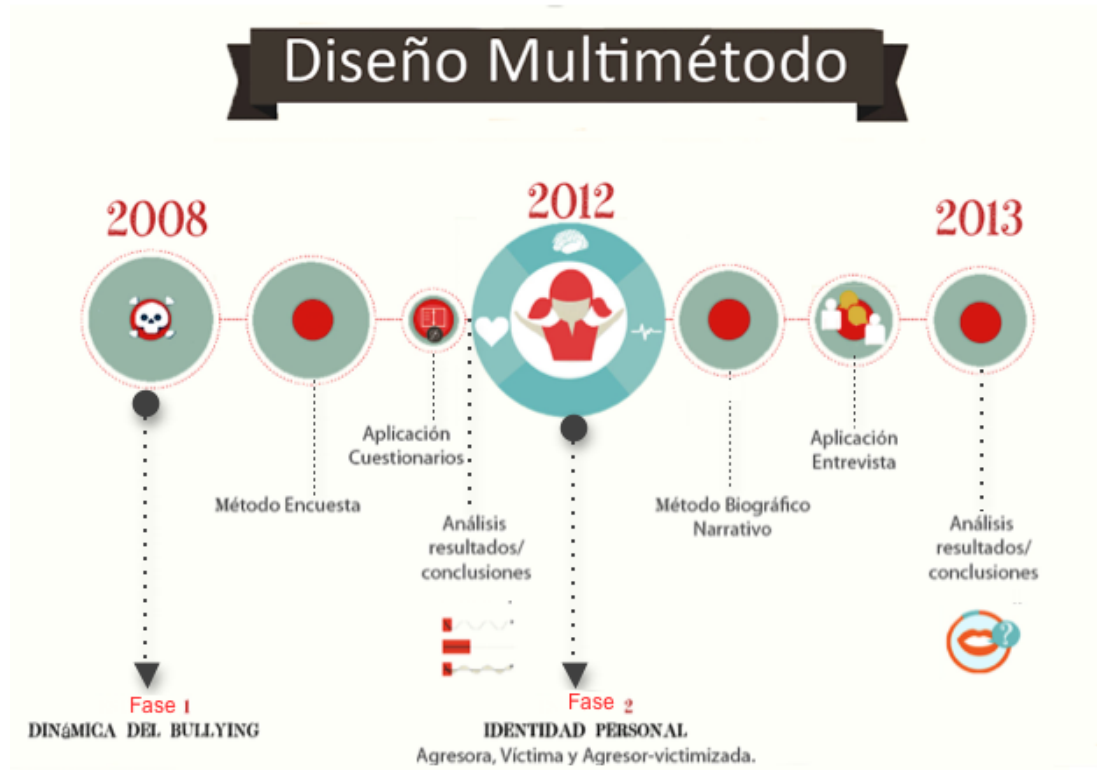 Diseño Multimétodo
2008
2012
2013
Aplicación
Cuestionarios
Método Encuesta
Análisis
resultados/
conclusiones
Método Biográfico
Narrativo
Aplicación
Entrevista
Análisis
resultados/
conclusiones
?
Fase 1
DINáMICA DEL BULLYING
Fase 2
IDENTIDAD PERSONAL
Agresora, Víctima y Agresor-victimizada.